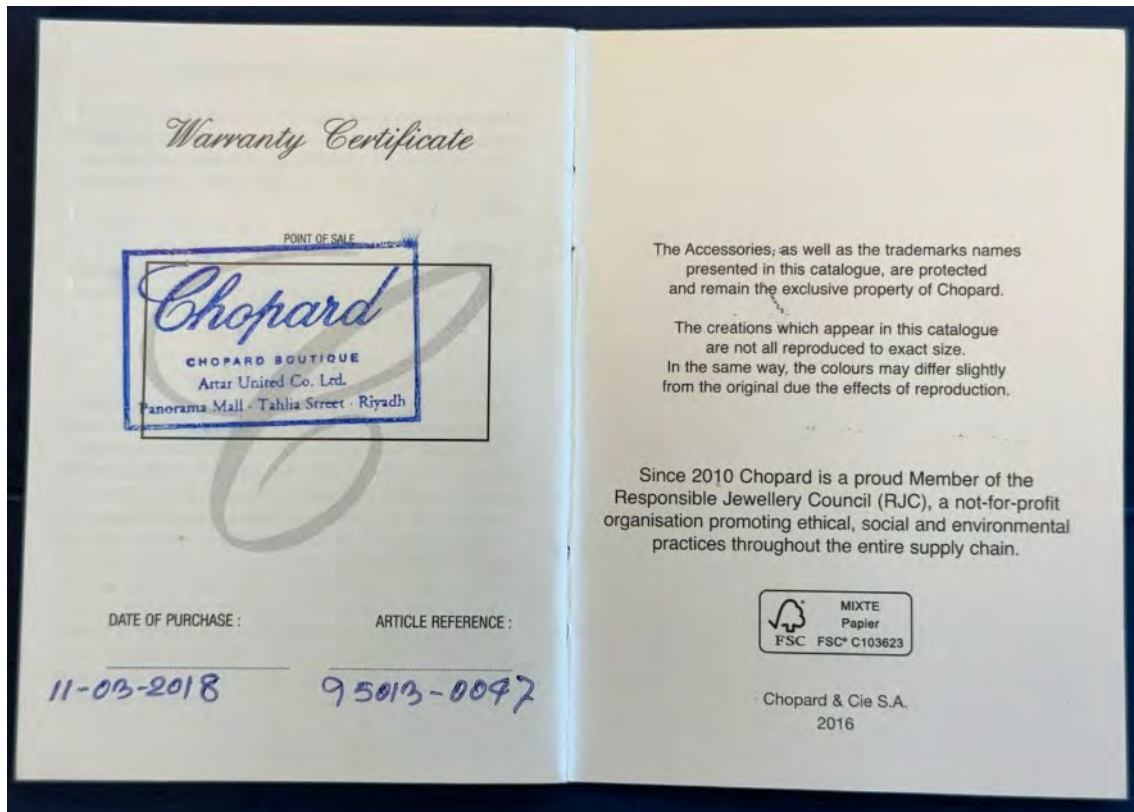 Warranty Certificate
POINT OF SALE
Chopard
CHOPARD BOUTIQUE
Artar United Co. Ltd.
Panorama Mall - Tahlia Street - Riyadh
DATE OF PURCHASE :
ARTICLE REFERENCE :
11-03-2018
95013-0047
The Accessories, as well as the trademarks names
presented in this catalogue, are protected
and remain the exclusive property of Chopard.
The creations which appear in this catalogue
are not all reproduced to exact size.
In the same way, the colours may differ slightly
from the original due the effects of reproduction.
Since 2010 Chopard is a proud Member of the
Responsible Jewellery Council (RJC), a not-for-profit
organisation promoting ethical, social and environmental
practices throughout the entire supply chain.
MIXTE
Papier
FSC FSC® C103623
Chopard & Cie S.A.
2016